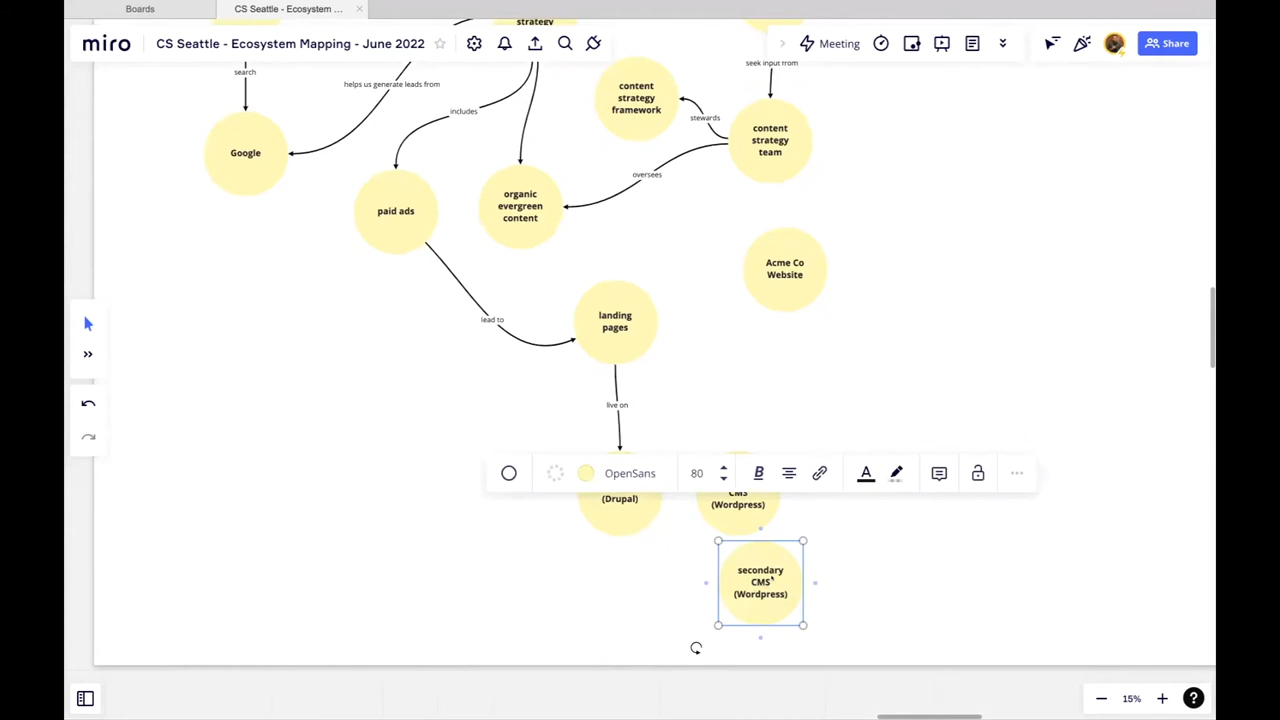 Boards
CS Seattle - Ecosystem ...
miro
CS Seattle - Ecosystem Mapping - June 2022
Meeting
Share
strategy
search
helps us generate leads from
seek input from
content
strategy
framework
includes
stewards
content
strategy
team
Google
oversees
paid ads
organic
evergreen
content
Acme Co
Website
landing
pages
lead to
live on
OpenSans
80
B
A
(Drupal)
CMS
(Wordpress)
secondary
CMS
(Wordpress)
15%